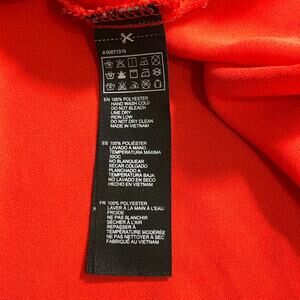 # 00071319
EN 100% POLYESTER
HAND WASH COLD
DO NOT BLEACH
LINE DRY
IRON LOW
DO NOT DRY CLEAN
MADE IN VIETNAM
ES 100% POLIÉSTER
LAVADO A MANO
TEMPERATURA MÁXIMA
30OC
NO BLANQUEAR
SECAR COLGADO
PLANCHADO A
TEMPERATURA BAJA
NO LAVADO EN SECO
HECHO EN VIETNAM
FR 100% POLYESTER
LAVER À LA MAIN À L'EAU
FROIDE
NE PAS BLANCHIR
SÉCHER À L'AIR
REPASSER À
TEMPÉRATURE MODÉRÉE
NE PAS NETTOYER À SEC
FABRIQUÉ AU VIETNAM